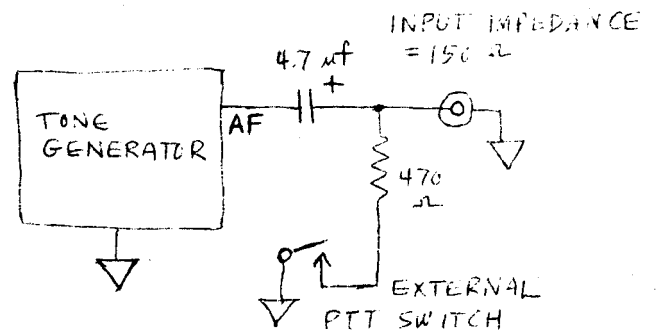 INPUT IMPEDANCE
= 150 Ω
4.7 µf
+
TONE
GENERATOR
AF
470
Ω
EXTERNAL
PTT SWITCH